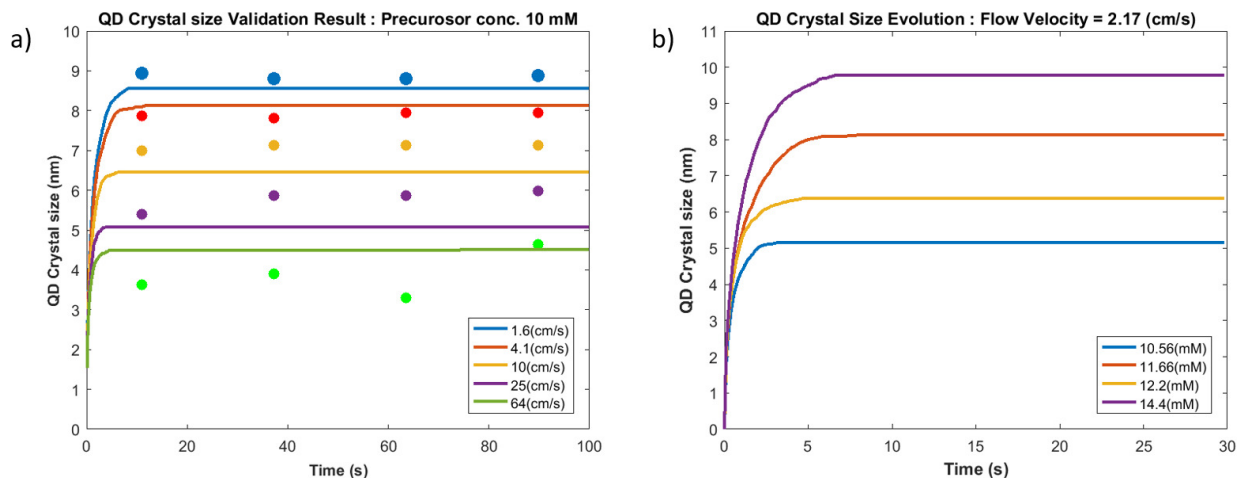 a)
QD Crystal size Validation Result : Precurosor conc. 10 mM
QD Crystal size (nm)
10
9
8
7
6
5
4
3
2
1
0
0 20 40 60 80 100
Time (s)
1.6(cm/s)
4.1(cm/s)
10(cm/s)
25(cm/s)
64(cm/s)
b)
QD Crystal Size Evolution : Flow Velocity = 2.17 (cm/s)
QD Crystal size (nm)
11
10
9
8
7
6
5
4
3
2
1
0
0 5 10 15 20 25 30
Time (s)
10.56(mM)
11.66(mM)
12.2(mM)
14.4(mM)